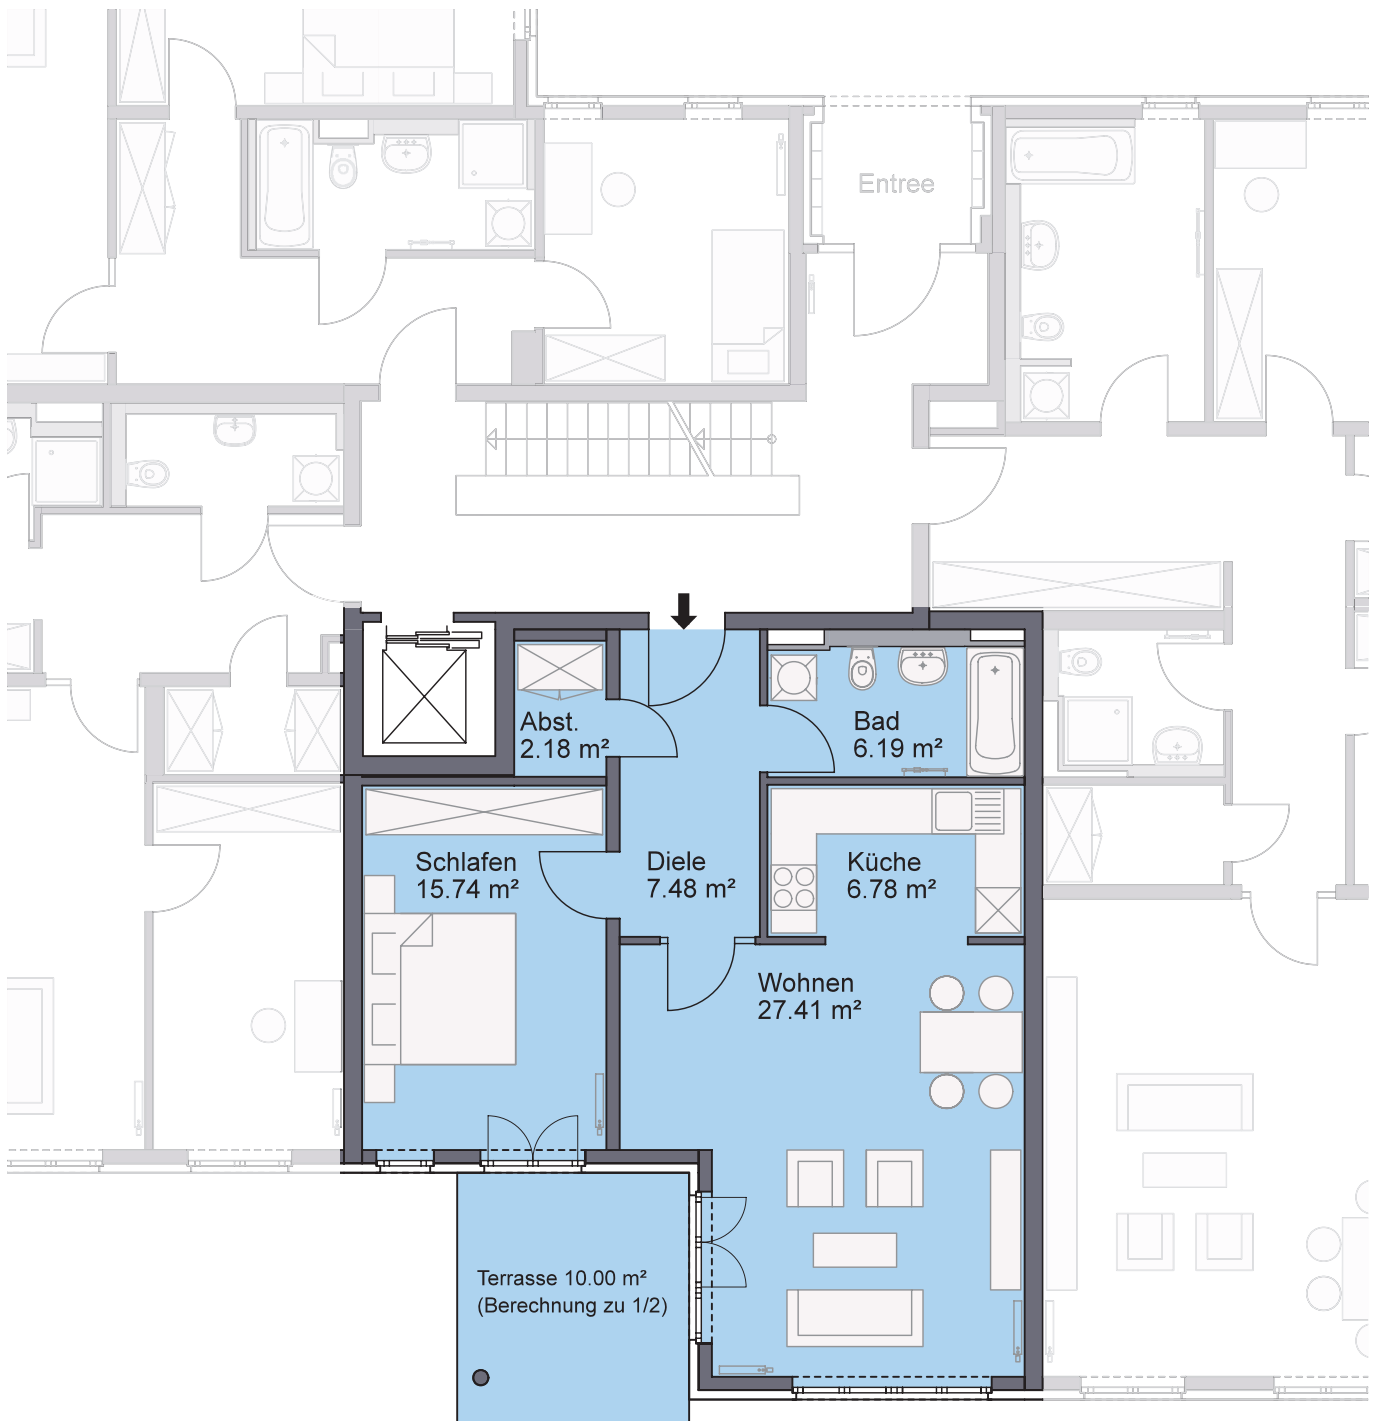 Entree
Abst.
2.18 m²
Bad
6.19 m²
Schlafen
15.74 m²
Diele
7.48 m²
Küche
6.78 m²
Wohnen
27.41 m²
Terrasse 10.00 m²
(Berechnung zu 1/2)